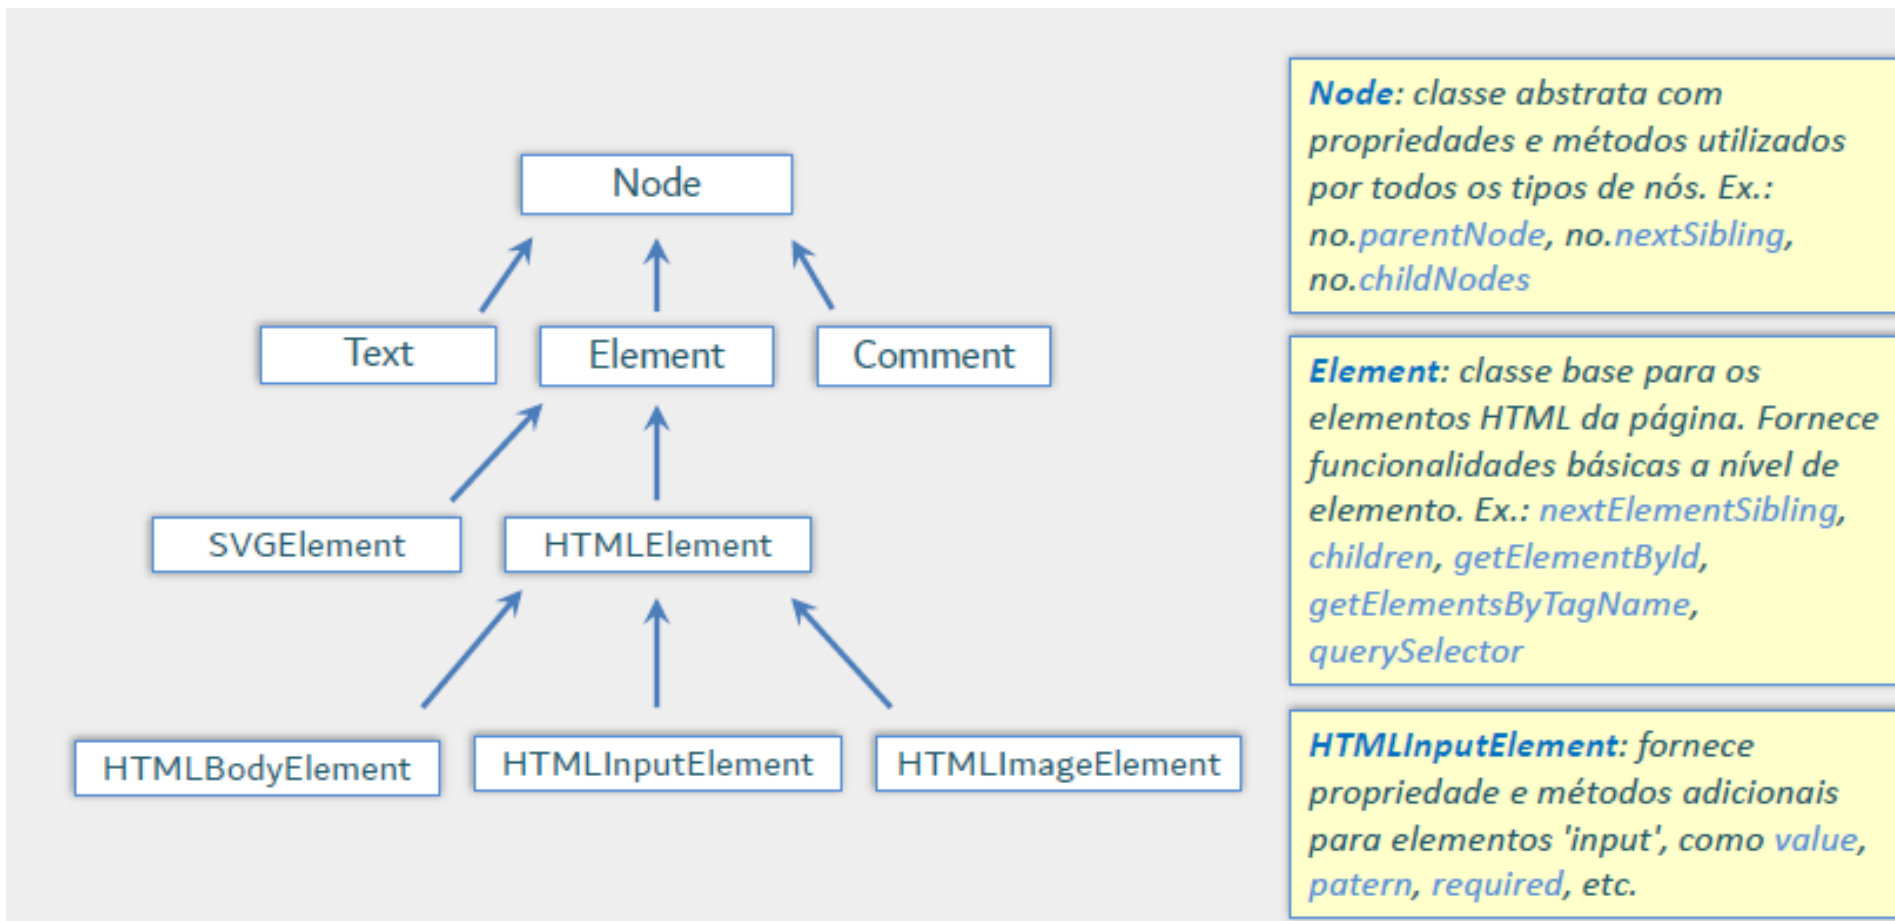 Node
Text
Element
Comment
SVGElement
HTMLElement
HTMLBodyElement
HTMLInputElement
HTMLImageElement
Node: classe abstrata com
propriedades e métodos utilizados
por todos os tipos de nós. Ex.:
no.parentNode, no.nextSibling,
no.childNodes
Element: classe base para os
elementos HTML da página. Fornece
funcionalidades básicas a nível de
elemento. Ex.: nextElementSibling,
children, getElementById,
getElementsByTagName,
querySelector
HTMLInputElement: fornece
propriedade e métodos adicionais
para elementos 'input', como value,
patern, required, etc.